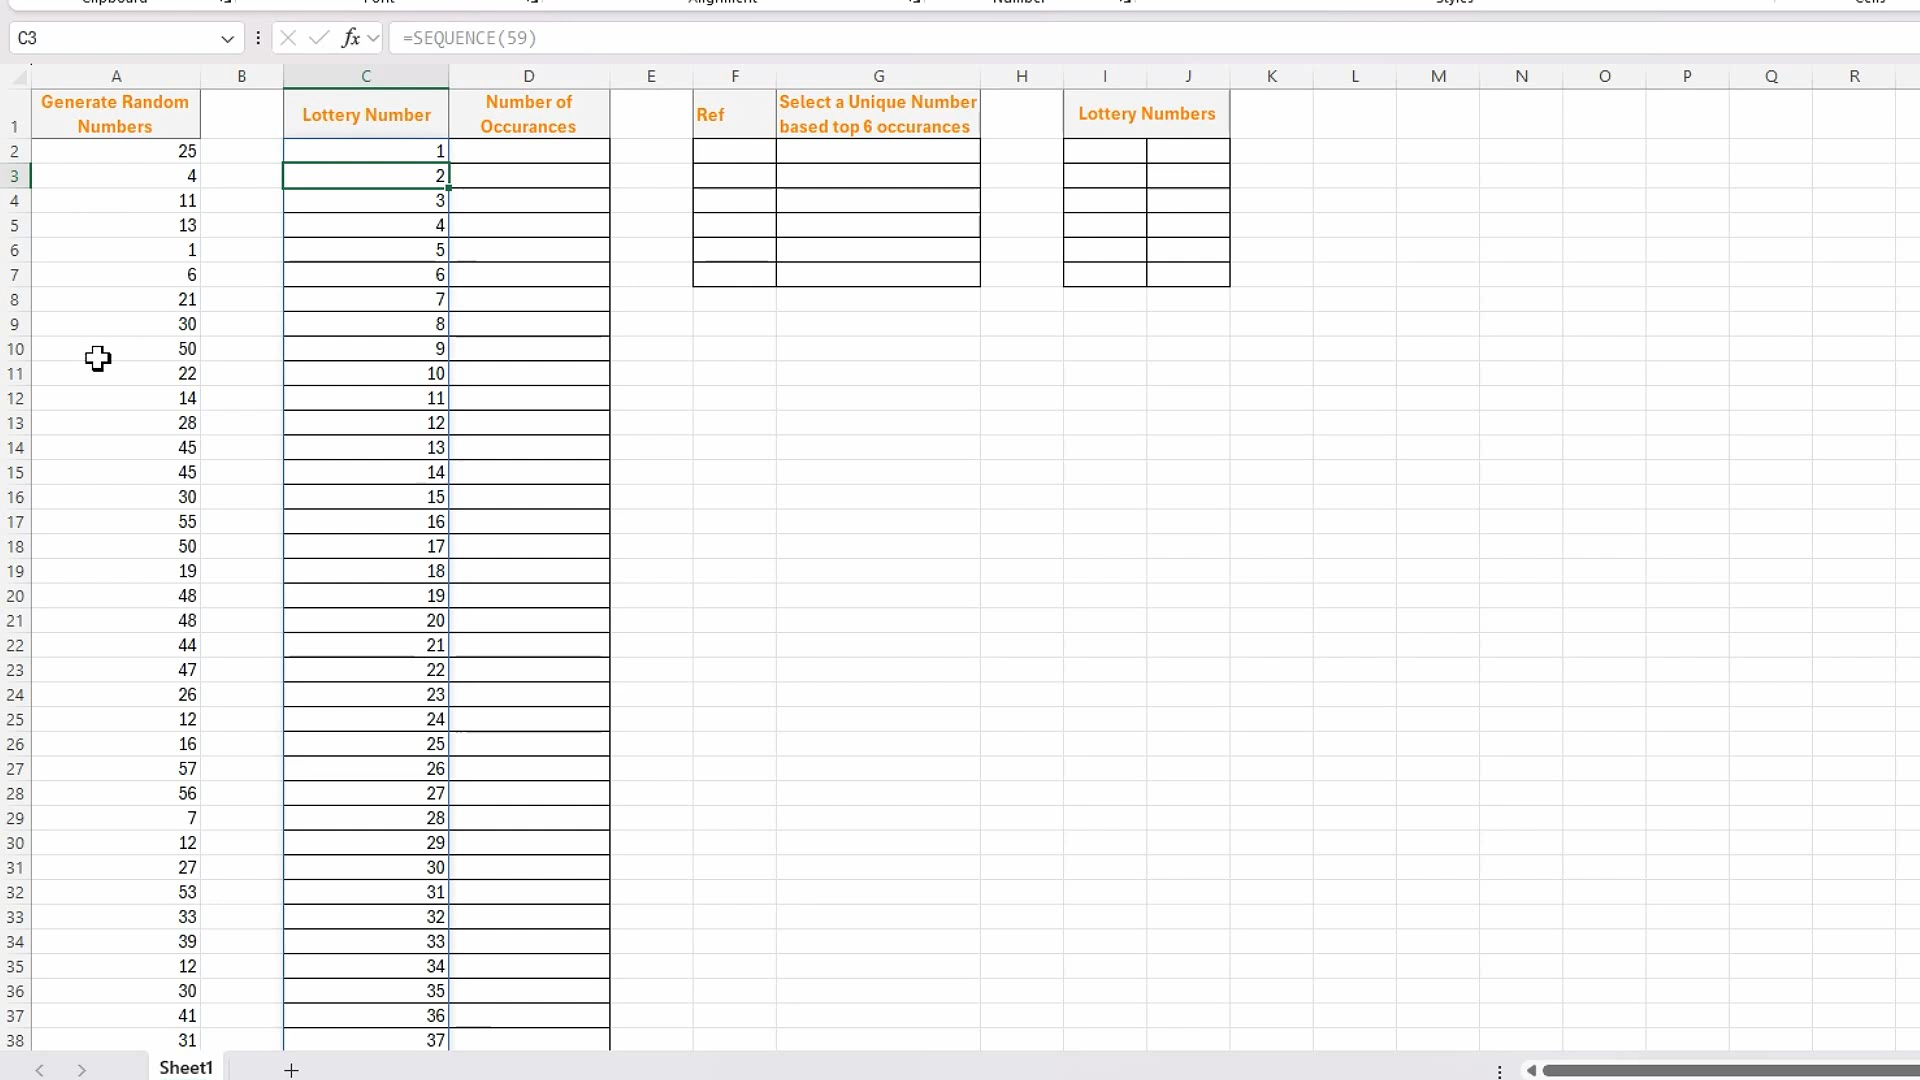 C3
fx
=SEQUENCE(59)
A B C D E F G H I J K L M N O P Q R
1 Generate Random Numbers Lottery Number Number of Occurances Ref Select a Unique Number based top 6 occurances Lottery Numbers
2 25 1
3 4 2
4 11 3
5 13 4
6 1 5
7 6 6
8 21 7
9 30 8
10 50 9
11 22 10
12 14 11
13 28 12
14 45 13
15 45 14
16 30 15
17 55 16
18 50 17
19 19 18
20 48 19
21 48 20
22 44 21
23 47 22
24 26 23
25 12 24
26 16 25
27 57 26
28 56 27
29 7 28
30 12 29
31 27 30
32 53 31
33 33 32
34 39 33
35 12 34
36 30 35
37 41 36
38 31 37
Sheet1